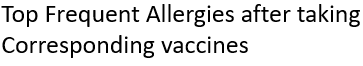 Top Frequent Allergies after taking
Corresponding vaccines